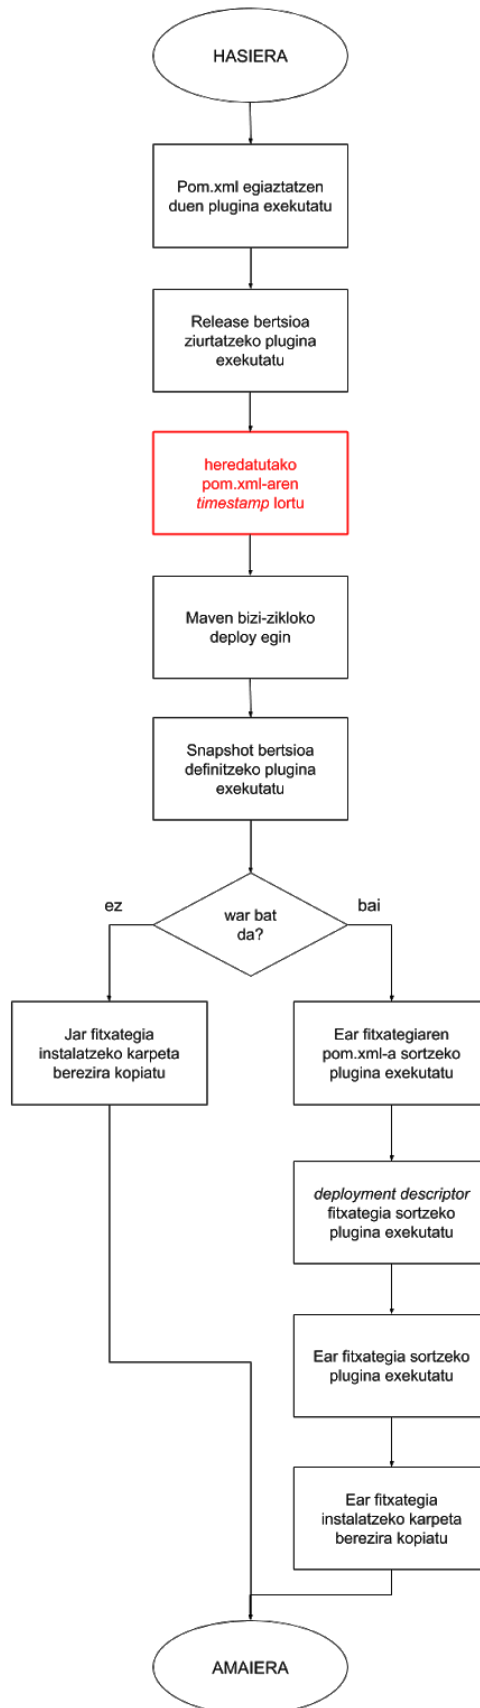 HASIERA
Pom.xml egiaztatzen
duen plugina exekutatu
Release bertsioa
ziurtatzeko plugina
exekutatu
heredatutako
pom.xml-aren
timestamp lortu
Maven bizi-zikloko
deploy egin
Snapshot bertsioa
definitzeko plugina
exekutatu
war bat
da?
ez
bai
Jar fitxategia
instalatzeko karpeta
berezira kopiatu
Ear fitxategiaren
pom.xml-a sortzeko
plugina exekutatu
deployment descriptor
fitxategia sortzeko
plugina exekutatu
Ear fitxategia sortzeko
plugina exekutatu
Ear fitxategia
instalatzeko karpeta
berezira kopiatu
AMAIERA